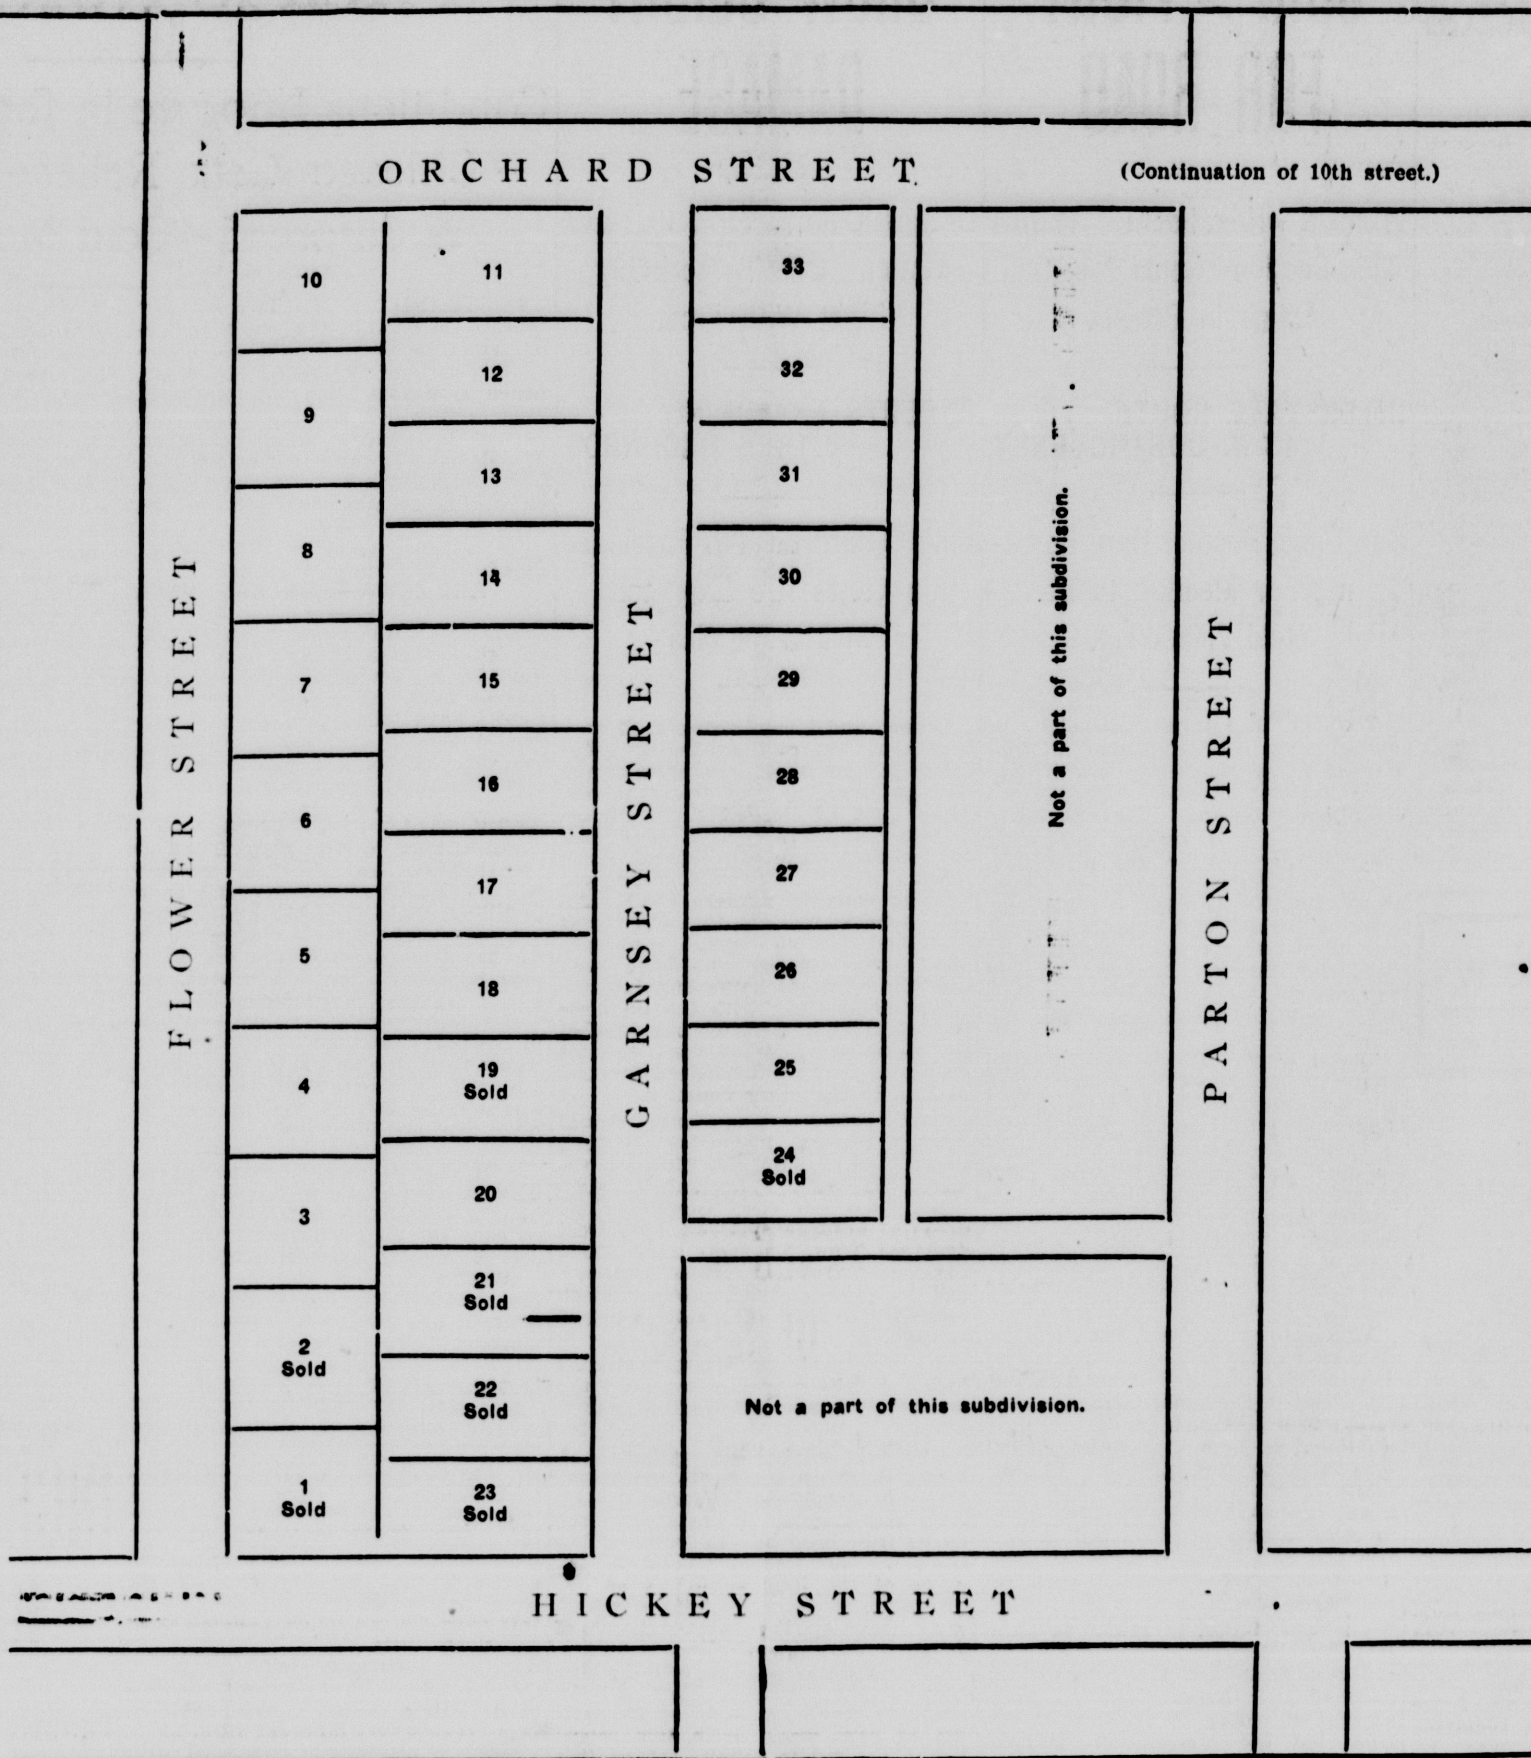 ORCHARD STREET
(Continuation of 10th street.)
FLOWER STREET
10
9
8
7
6
5
4
3
2
Sold
1
Sold
11
12
13
14
15
16
17
18
19
Sold
20
21
Sold
22
Sold
23
Sold
GARNSEY STREET
33
32
31
30
29
28
27
26
25
24
Sold
Not a part of this subdivision.
Not a part of this subdivision.
PARTON STREET
HICKEY STREET